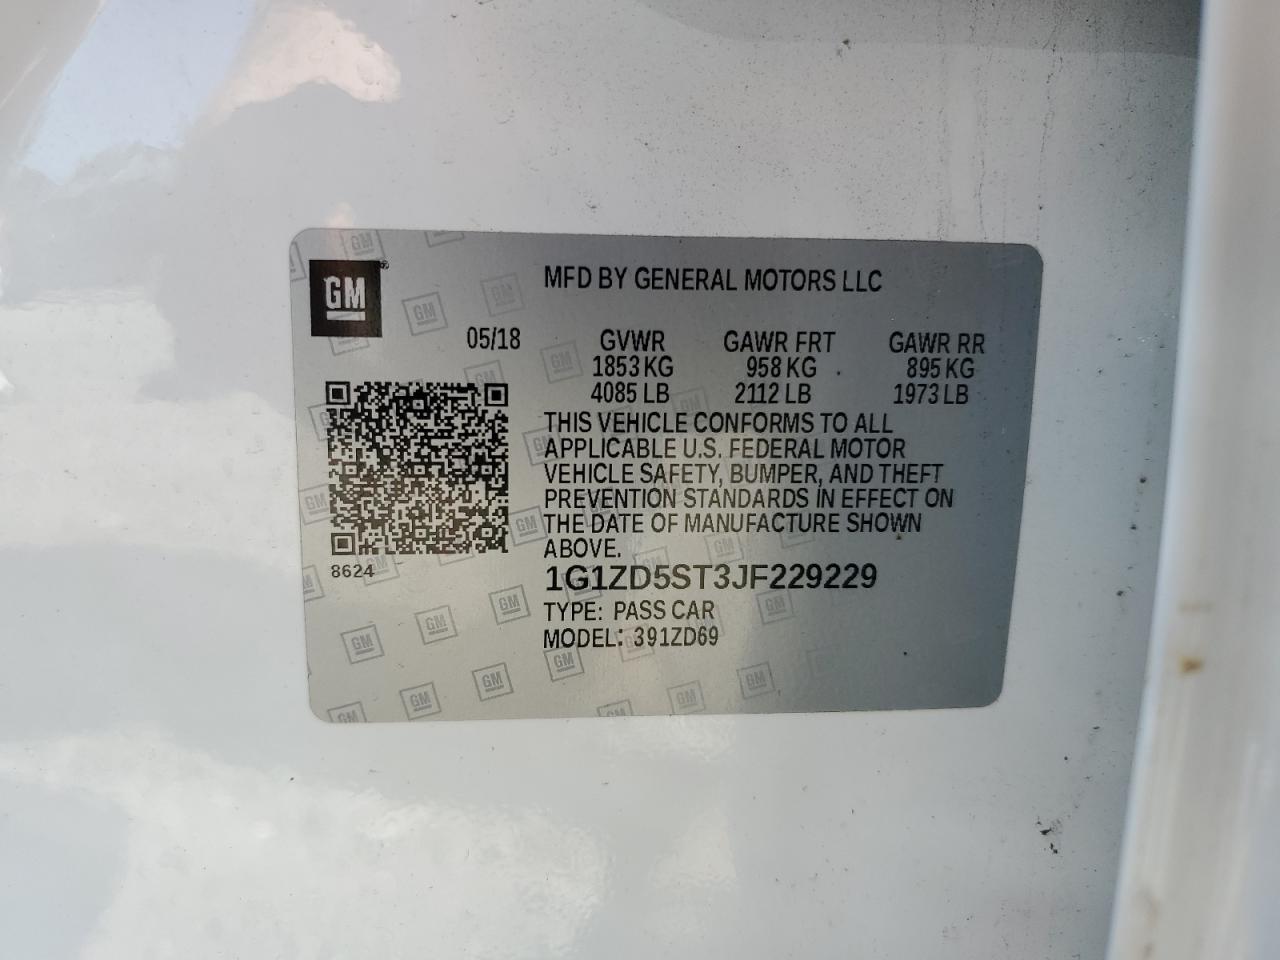 GM®
MFD BY GENERAL MOTORS LLC
05/18 GVWR GAWR FRT GAWR RR
1853 KG 958 KG 895 KG
4085 LB 2112 LB 1973 LB
THIS VEHICLE CONFORMS TO ALL
APPLICABLE U.S. FEDERAL MOTOR
VEHICLE SAFETY, BUMPER, AND THEFT
PREVENTION STANDARDS IN EFFECT ON
THE DATE OF MANUFACTURE SHOWN
ABOVE.
8624
1G1ZD5ST3JF229229
TYPE: PASS CAR
MODEL: 391ZD69